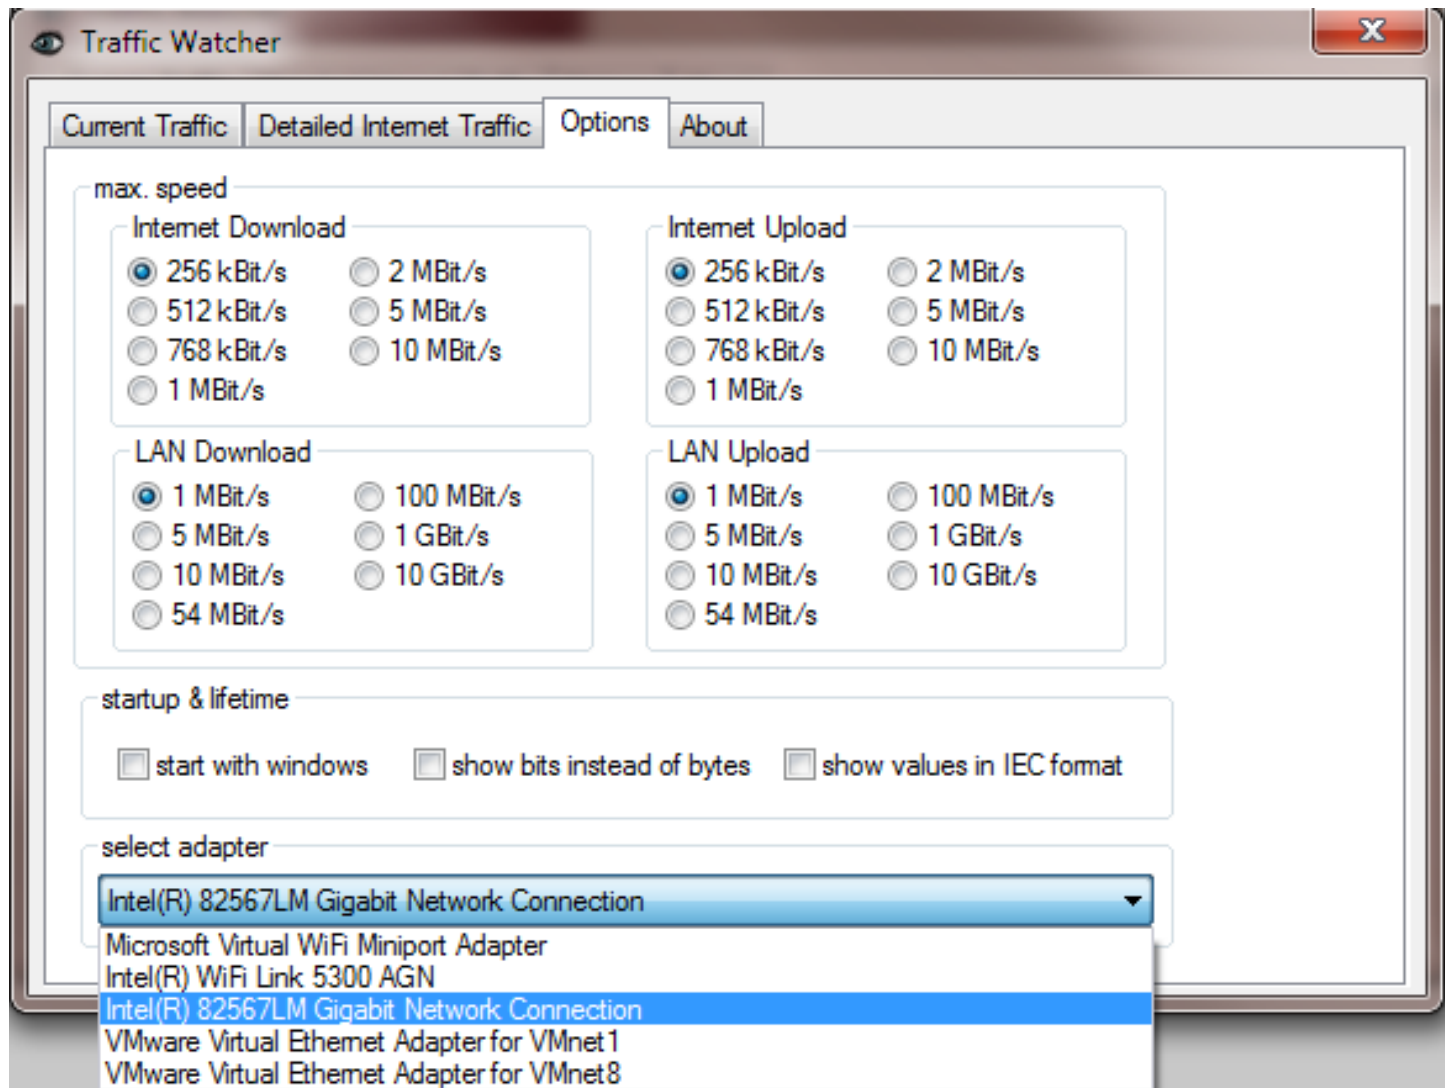 Traffic Watcher
x
Current Traffic Detailed Internet Traffic Options About
max. speed
Internet Download
256 kBit/s 2 MBit/s
512 kBit/s 5 MBit/s
768 kBit/s 10 MBit/s
1 MBit/s
Internet Upload
256 kBit/s 2 MBit/s
512 kBit/s 5 MBit/s
768 kBit/s 10 MBit/s
1 MBit/s
LAN Download
1 MBit/s 100 MBit/s
5 MBit/s 1 GBit/s
10 MBit/s 10 GBit/s
54 MBit/s
LAN Upload
1 MBit/s 100 MBit/s
5 MBit/s 1 GBit/s
10 MBit/s 10 GBit/s
54 MBit/s
startup & lifetime
start with windows show bits instead of bytes show values in IEC format
select adapter
Intel(R) 82567LM Gigabit Network Connection
Microsoft Virtual WiFi Miniport Adapter
Intel(R) WiFi Link 5300 AGN
Intel(R) 82567LM Gigabit Network Connection
VMware Virtual Ethernet Adapter for VMnet1
VMware Virtual Ethernet Adapter for VMnet8